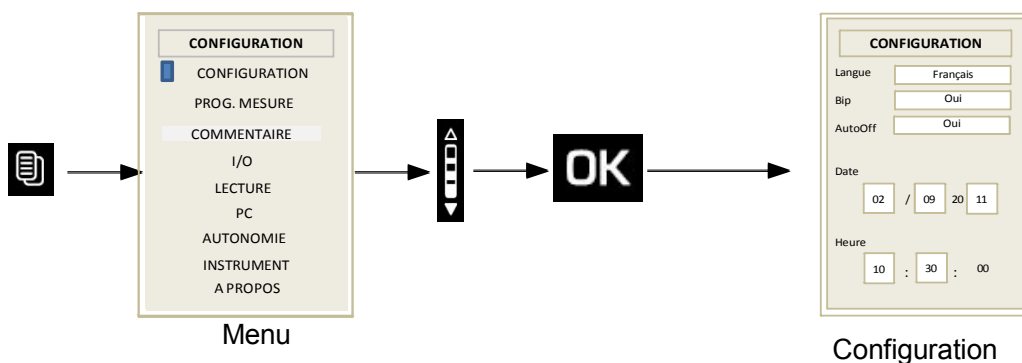 CONFIGURATION
CONFIGURATION
PROG. MESURE
COMMENTAIRE
I/O
LECTURE
PC
AUTONOMIE
INSTRUMENT
A PROPOS
Menu
OK
CONFIGURATION
Langue Français
Bip Oui
AutoOff Oui
Date
02 / 09 20 11
Heure
10 : 30 : 00
Configuration